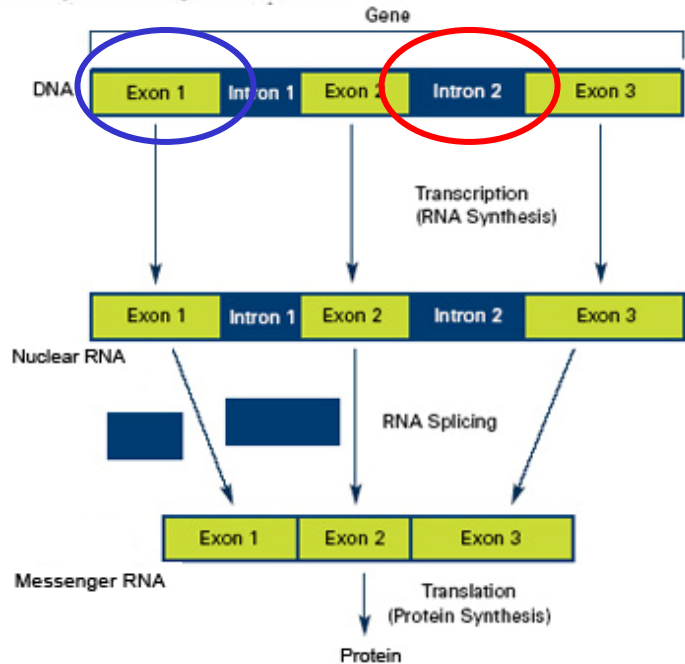 Gene
DNA Exon 1 Intron 1 Exon 2 Intron 2 Exon 3
Transcription
(RNA Synthesis)
Exon 1 Intron 1 Exon 2 Intron 2 Exon 3
Nuclear RNA
RNA Splicing
Exon 1 Exon 2 Exon 3
Messenger RNA
Translation
(Protein Synthesis)
Protein